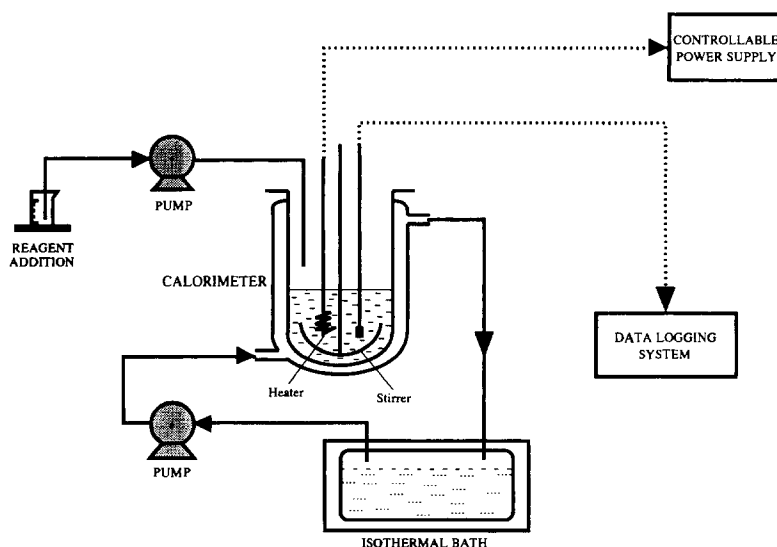 CONTROLLABLE
POWER SUPPLY
PUMP
REAGENT
ADDITION
CALORIMETER
DATA LOGGING
SYSTEM
Heater
Stirrer
PUMP
ISOTHERMAL BATH